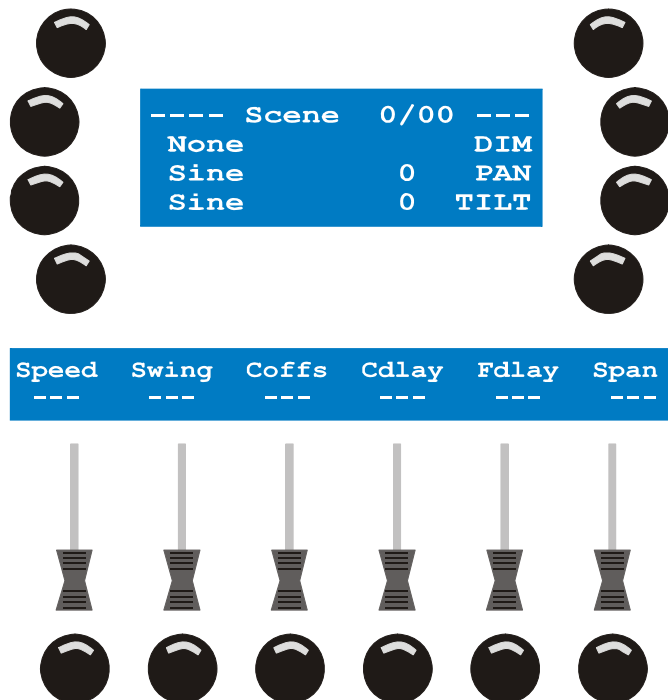 ---- Scene 0/00 ---
None DIM
Sine 0 PAN
Sine 0 TILT
Speed Swing Coffs Cdlay Fdlay Span
--- --- --- --- --- ---